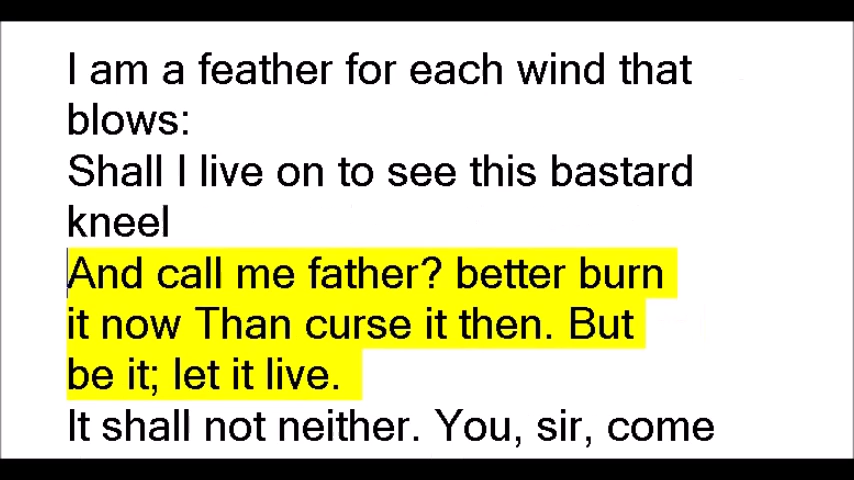 I am a feather for each wind that
blows:
Shall I live on to see this bastard
kneel
And call me father? better burn
it now Than curse it then. But
be it; let it live.
It shall not neither. You, sir, come